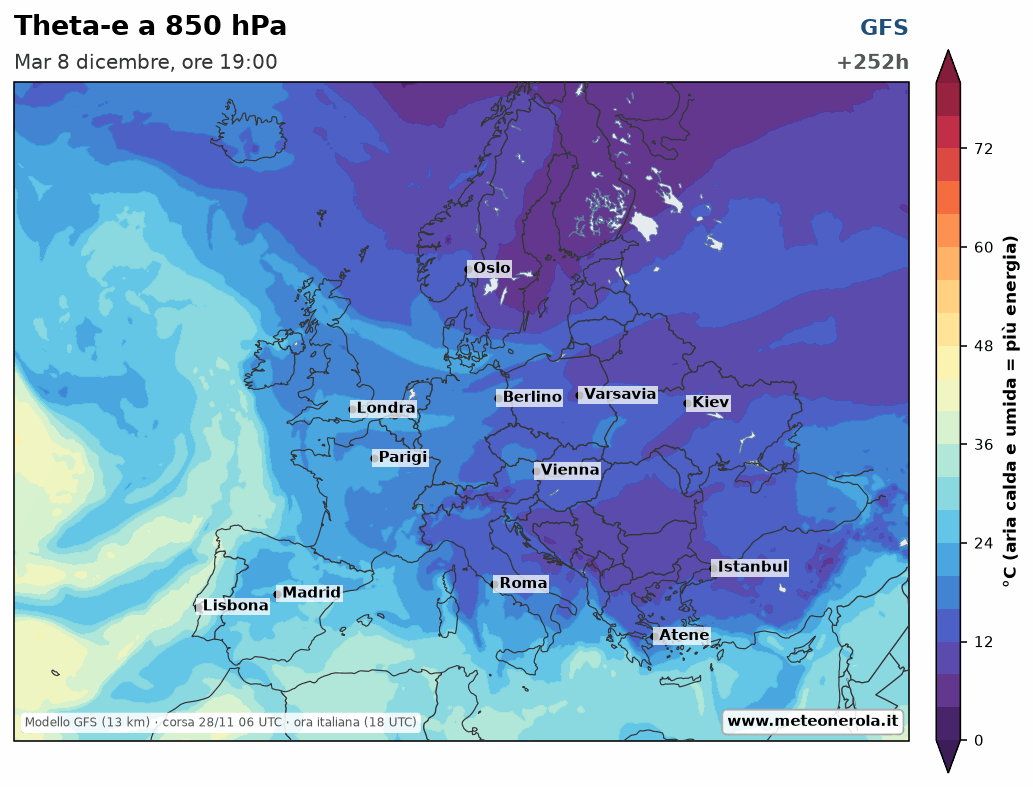 Theta-e a 850 hPa
GFS
Mar 8 dicembre, ore 19:00
+252h
72
60
48
36
24
12
0
°C (aria calda e umida = più energia)
Oslo
Berlino
Varsavia
Kiev
Londra
Parigi
Vienna
Istanbul
Roma
Madrid
Lisbona
Atene
Modello GFS (13 km) · corsa 28/11 06 UTC · ora italiana (18 UTC)
www.meteonerola.it